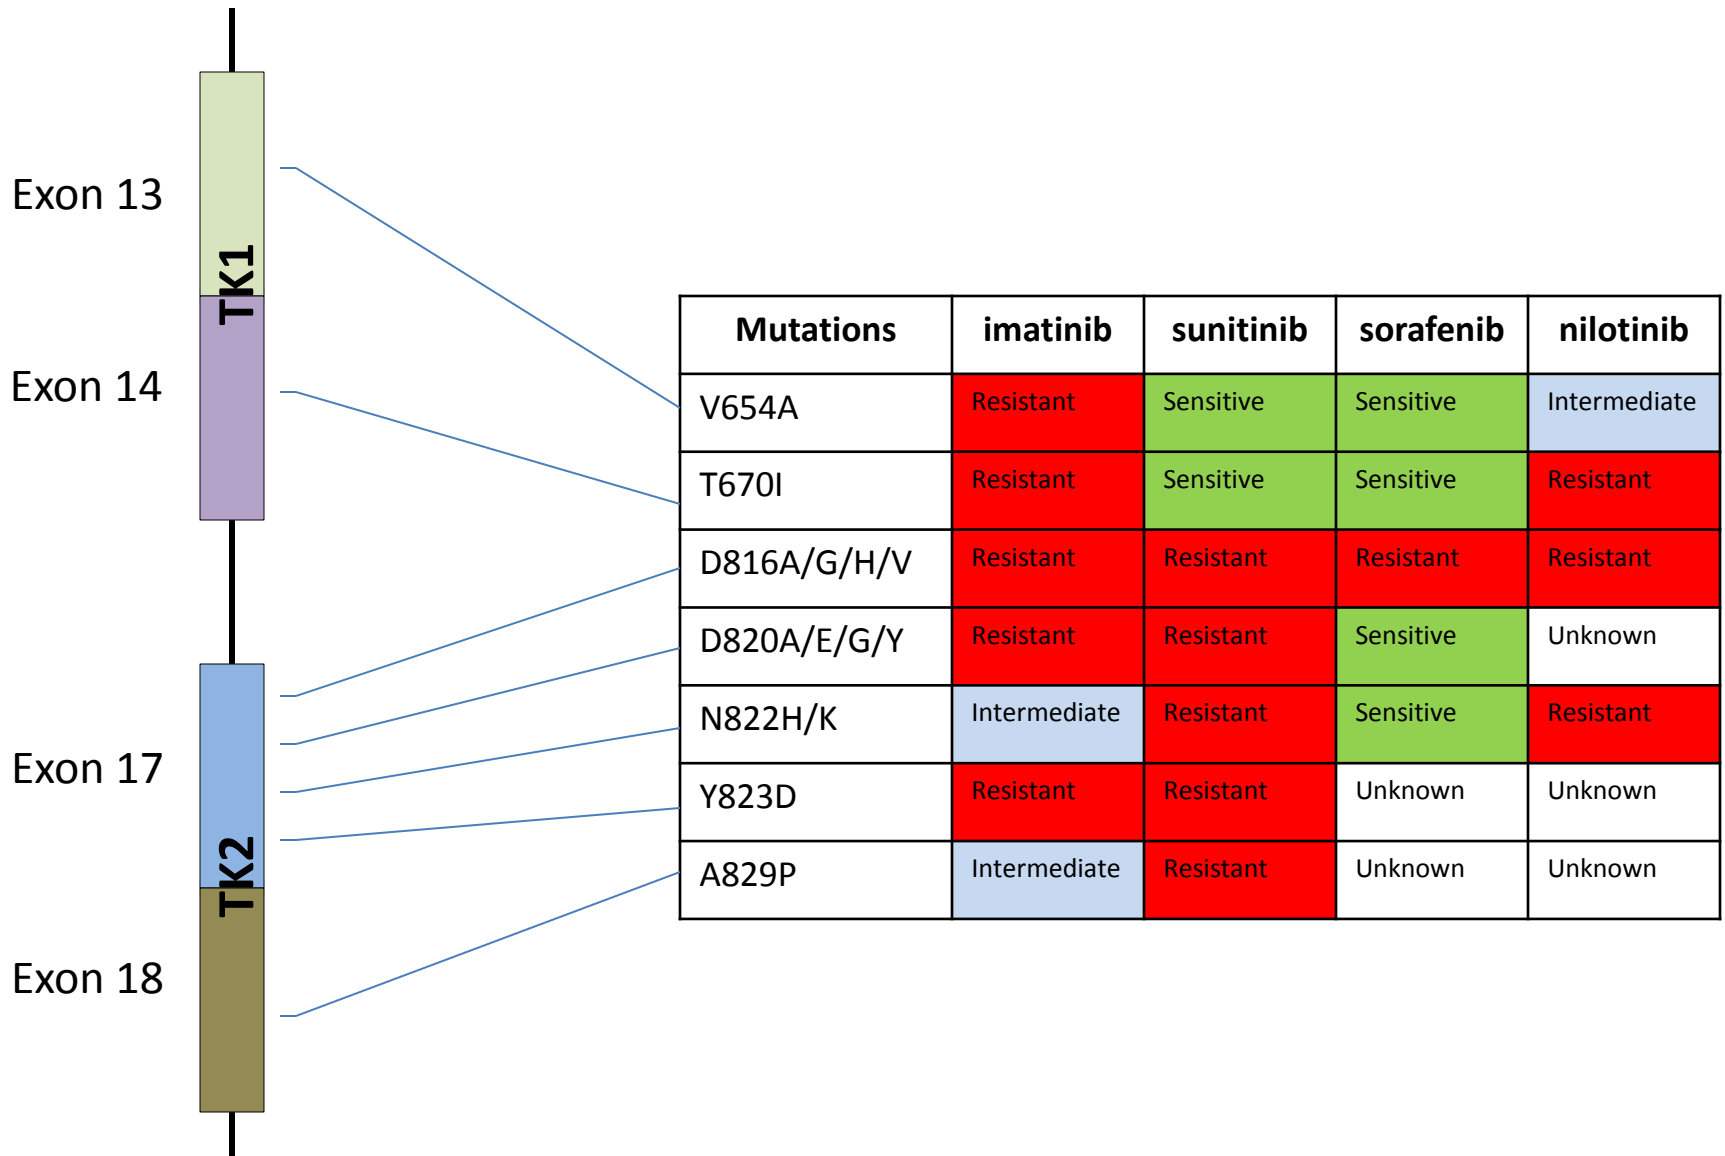 Exon 13
TK1
Exon 14
Exon 17
TK2
Exon 18
Mutations imatinib sunitinib sorafenib nilotinib
V654A Resistant Sensitive Sensitive Intermediate
T670I Resistant Sensitive Sensitive Resistant
D816A/G/H/V Resistant Resistant Resistant Resistant
D820A/E/G/Y Resistant Resistant Sensitive Unknown
N822H/K Intermediate Resistant Sensitive Resistant
Y823D Resistant Resistant Unknown Unknown
A829P Intermediate Resistant Unknown Unknown